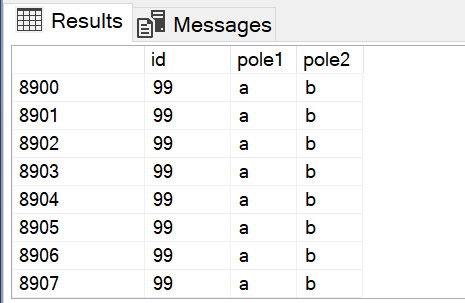 Results Messages
id pole1 pole2
8900 99 a b
8901 99 a b
8902 99 a b
8903 99 a b
8904 99 a b
8905 99 a b
8906 99 a b
8907 99 a b